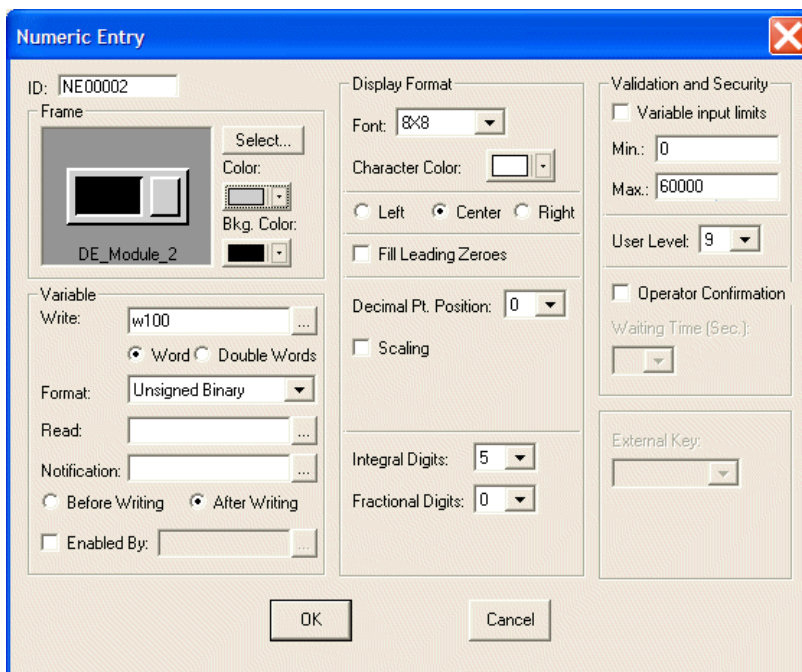 Numeric Entry
ID: NE00002
Frame
Select...
Color:
Bkg. Color:
DE_Module_2
Variable
Write: w100 ...
Word Double Words
Format: Unsigned Binary
Read: ...
Notification: ...
Before Writing After Writing
Enabled By: ...
Display Format
Font: 8X8
Character Color:
Left Center Right
Fill Leading Zeroes
Decimal Pt. Position: 0
Scaling
Integral Digits: 5
Fractional Digits: 0
Validation and Security
Variable input limits
Min.: 0
Max.: 60000
User Level: 9
Operator Confirmation
Waiting Time (Sec.):
External Key:
OK Cancel